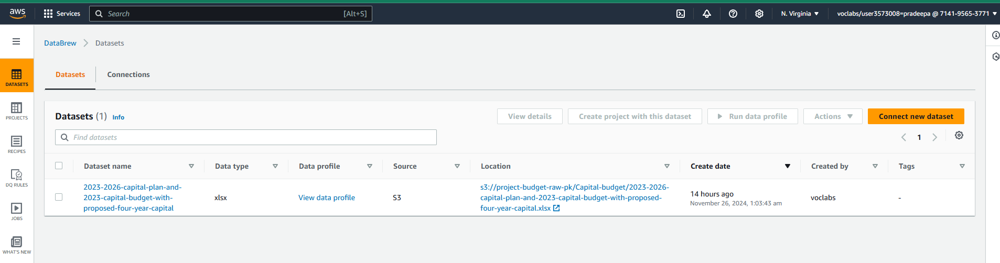 aws
Services
Search
[Alt+S]
N. Virginia
voclabs/user3573008=pradeepa @ 7141-9565-3771
DataBrew
Datasets
DATASETS
PROJECTS
RECIPES
DQ RULES
JOBS
WHAT'S NEW
Datasets
Connections
Datasets (1)
Info
View details
Create project with this dataset
Run data profile
Actions
Connect new dataset
Find datasets
1
Dataset name
Data type
Data profile
Source
Location
Create date
Created by
Tags
2023-2026-capital-plan-and-
2023-capital-budget-with-
proposed-four-year-capital
xlsx
View data profile
S3
s3://project-budget-raw-pk/Capital-budget/2023-2026-
capital-plan-and-2023-capital-budget-with-proposed-
four-year-capital.xlsx
14 hours ago
November 26, 2024, 1:03:43 am
voclabs
-